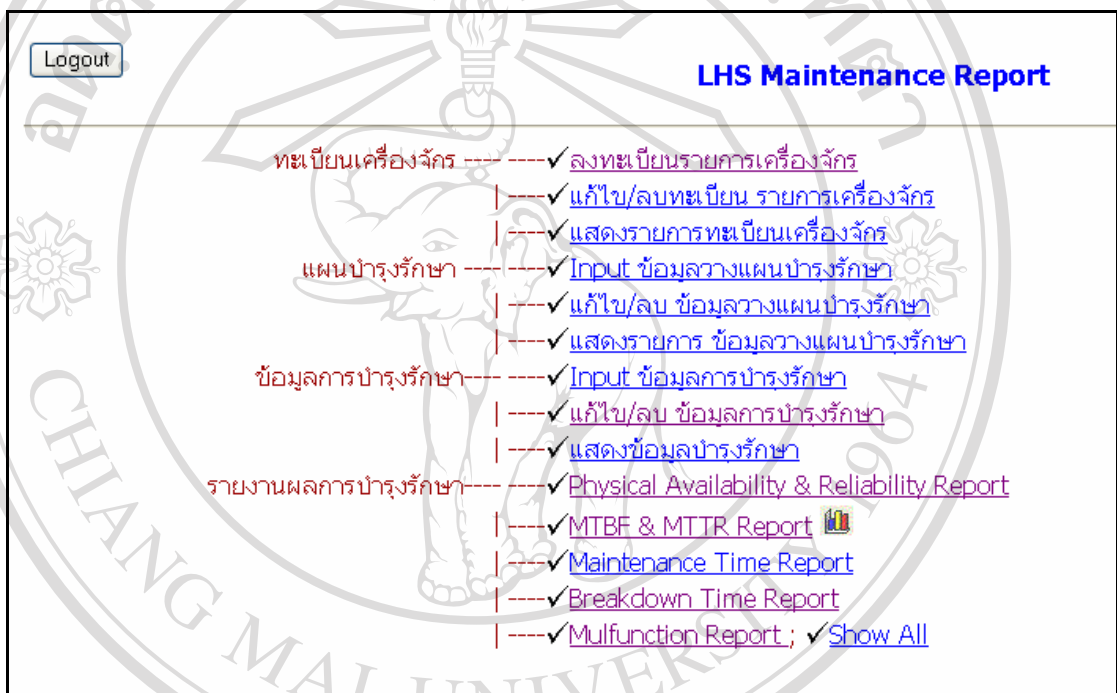 Logout
LHS Maintenance Report
ทะเบียนเครื่องจักร ---- ----✓ลงทะเบียนรายการเครื่องจักร
|----✓แก้ไข/ลบทะเบียน รายการเครื่องจักร
|----✓แสดงรายการทะเบียนเครื่องจักร
แผนบำรุงรักษา ---- ----✓Input ข้อมูลวางแผนบำรุงรักษา
|----✓แก้ไข/ลบ ข้อมูลวางแผนบำรุงรักษา
|----✓แสดงรายการ ข้อมูลวางแผนบำรุงรักษา
ข้อมูลการบำรุงรักษา---- ----✓Input ข้อมูลการบำรุงรักษา
|----✓แก้ไข/ลบ ข้อมูลการบำรุงรักษา
|----✓แสดงข้อมูลบำรุงรักษา
รายงานผลการบำรุงรักษา---- ----✓Physical Availability & Reliability Report
|----✓MTBF & MTTR Report
|----✓Maintenance Time Report
|----✓Breakdown Time Report
|----✓Mulfunction Report ; ✓Show All
CHIANG MAI UNIVERSITY 1904